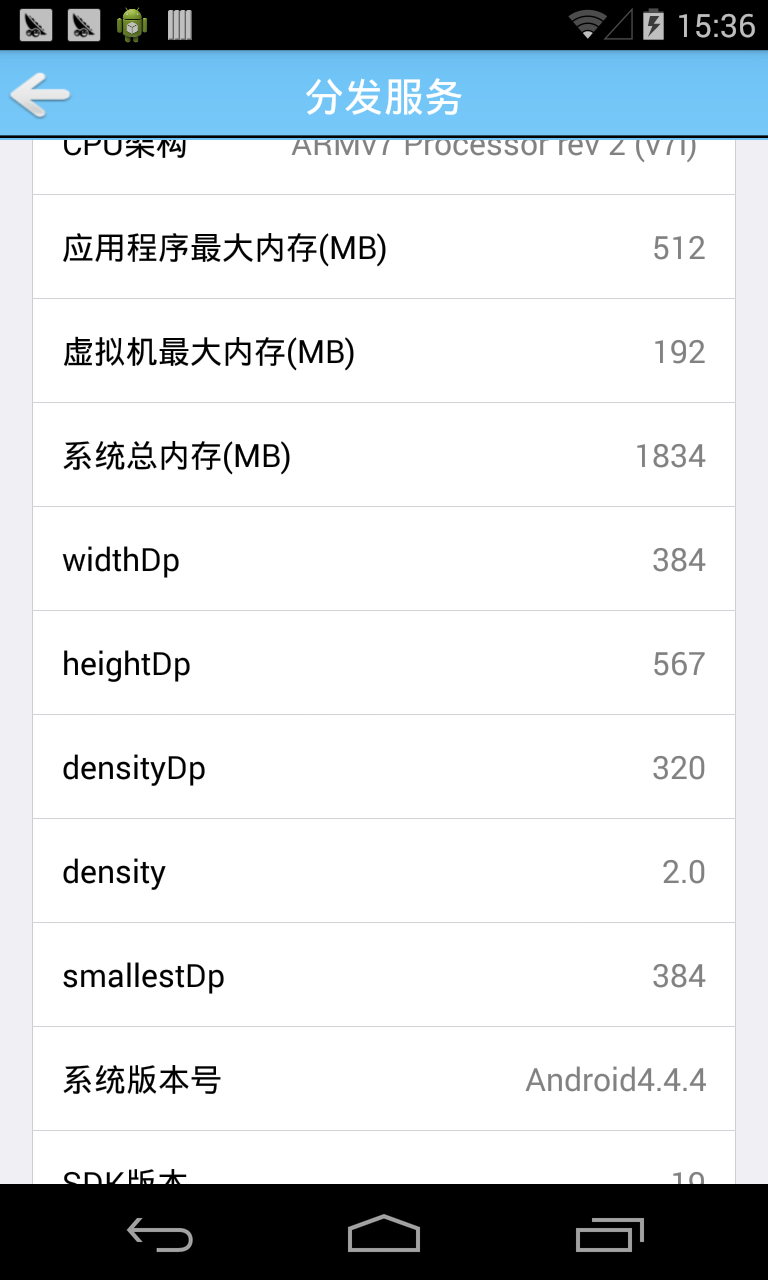 15:36
分发服务
CPU架构 ARMv7 Processor rev 2 (v7l)
应用程序最大内存(MB) 512
虚拟机最大内存(MB) 192
系统总内存(MB) 1834
widthDp 384
heightDp 567
densityDp 320
density 2.0
smallestDp 384
系统版本号 Android4.4.4
SDK版本 19